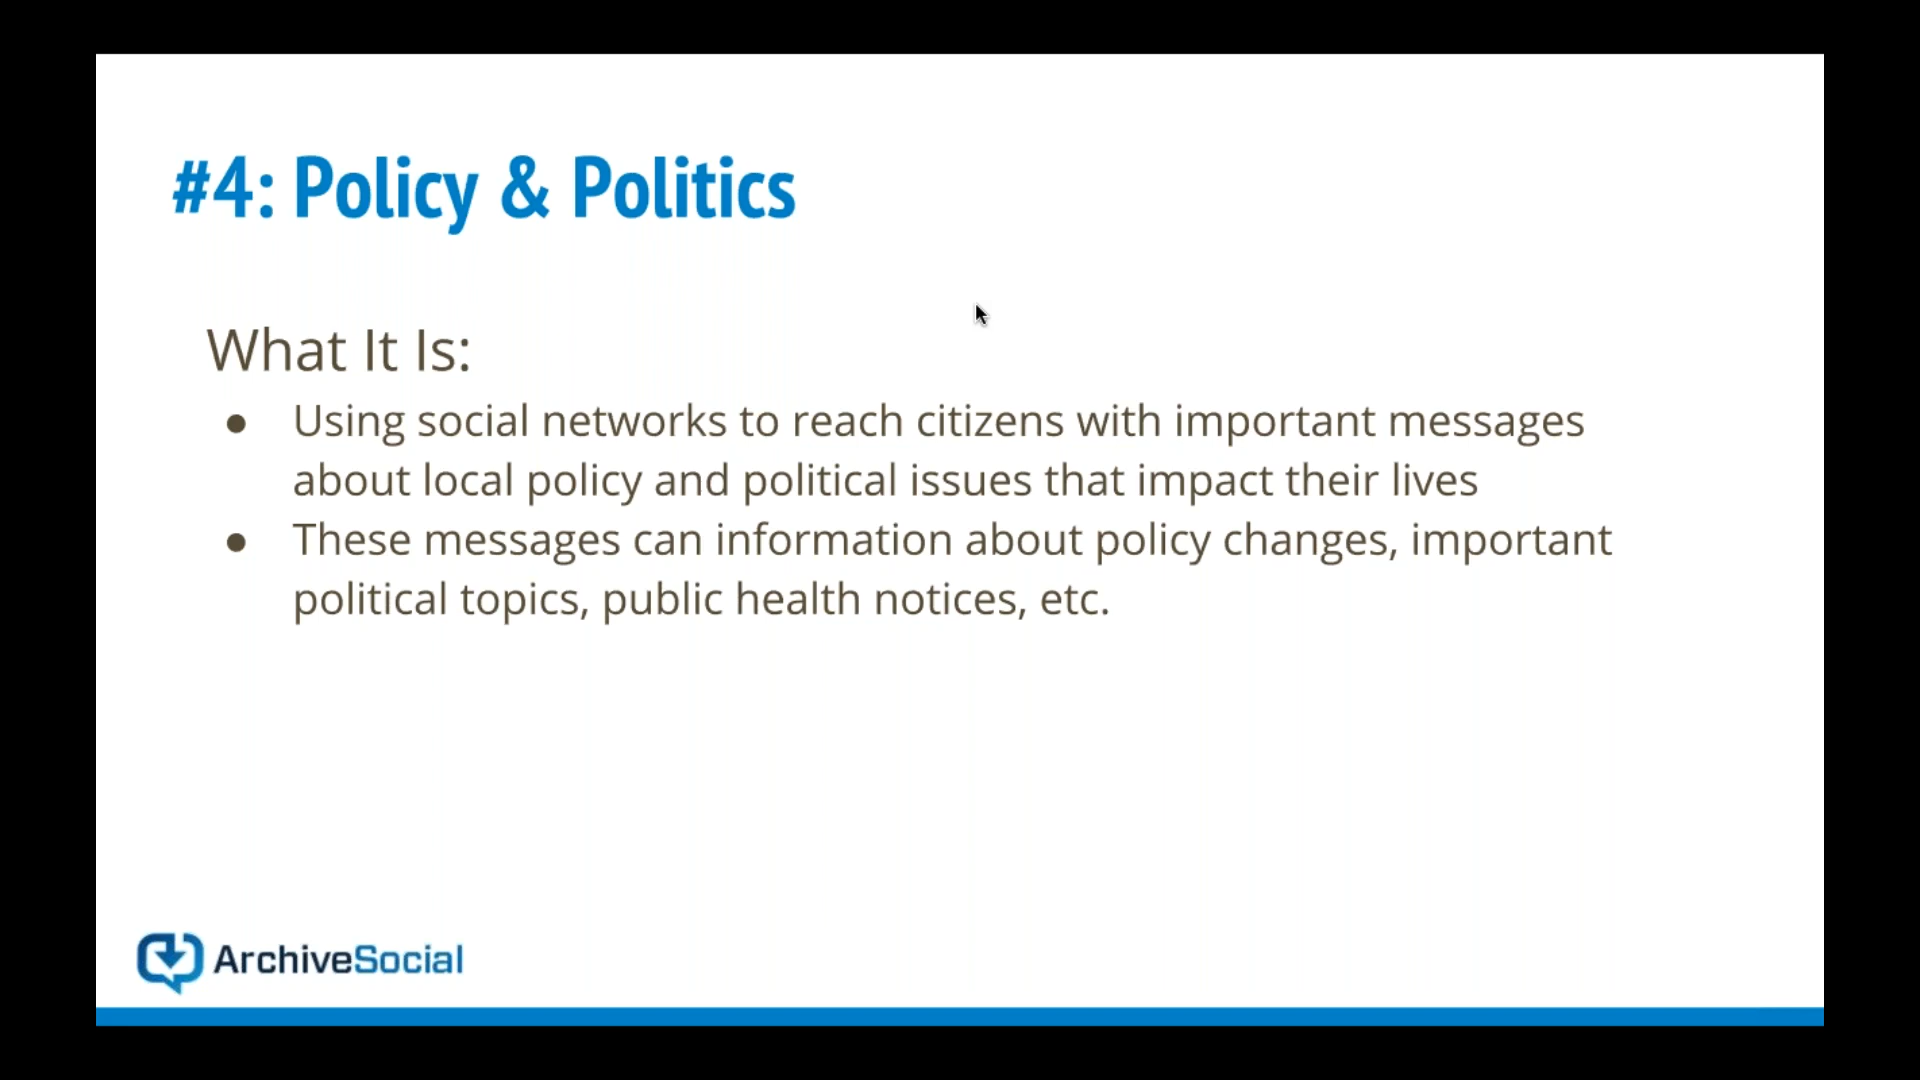 #4: Policy & Politics
What It Is:
● Using social networks to reach citizens with important messages
about local policy and political issues that impact their lives
● These messages can information about policy changes, important
political topics, public health notices, etc.
ArchiveSocial